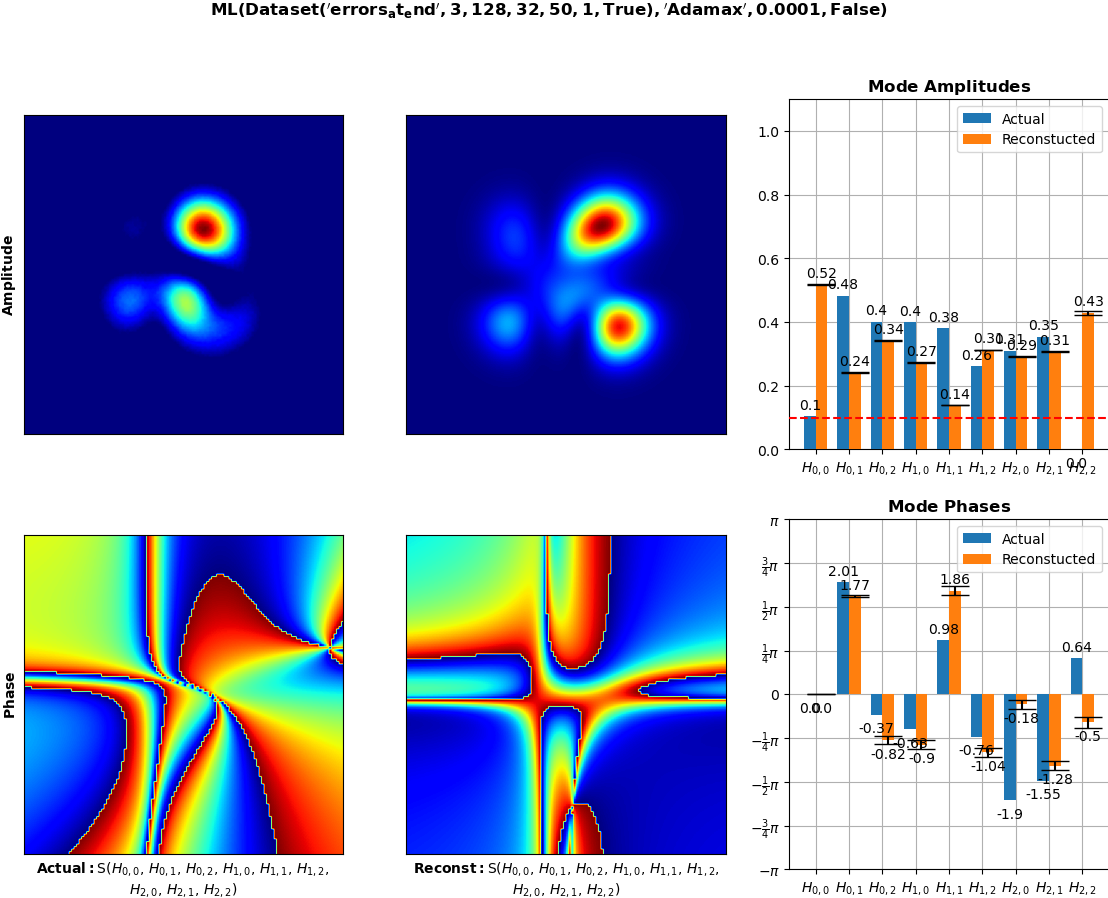 ML(Dataset('errors_at_end', 3, 128, 32, 50, 1, True), 'Adamax', 0.0001, False)
Amplitude
Mode Amplitudes
Actual
Reconstucted
1.0
0.8
0.6
0.4
0.2
0.0
0.1
0.52
0.48
0.24
0.4
0.34
0.4
0.27
0.38
0.14
0.26
0.31
0.31
0.29
0.35
0.31
0.0
0.43
H0,0 H0,1 H0,2 H1,0 H1,1 H1,2 H2,0 H2,1 H2,2
Phase
Mode Phases
Actual
Reconstucted
π
3/4π
1/2π
1/4π
0
−1/4π
−1/2π
−3/4π
−π
0.0
0.0
2.01
1.77
-0.37
-0.82
-0.9
0.98
1.86
-0.76
-1.04
-1.9
-0.18
-1.55
-1.28
0.64
-0.5
H0,0 H0,1 H0,2 H1,0 H1,1 H1,2 H2,0 H2,1 H2,2
Actual: S(H0,0, H0,1, H0,2, H1,0, H1,1, H1,2,
H2,0, H2,1, H2,2)
Reconst: S(H0,0, H0,1, H0,2, H1,0, H1,1, H1,2,
H2,0, H2,1, H2,2)